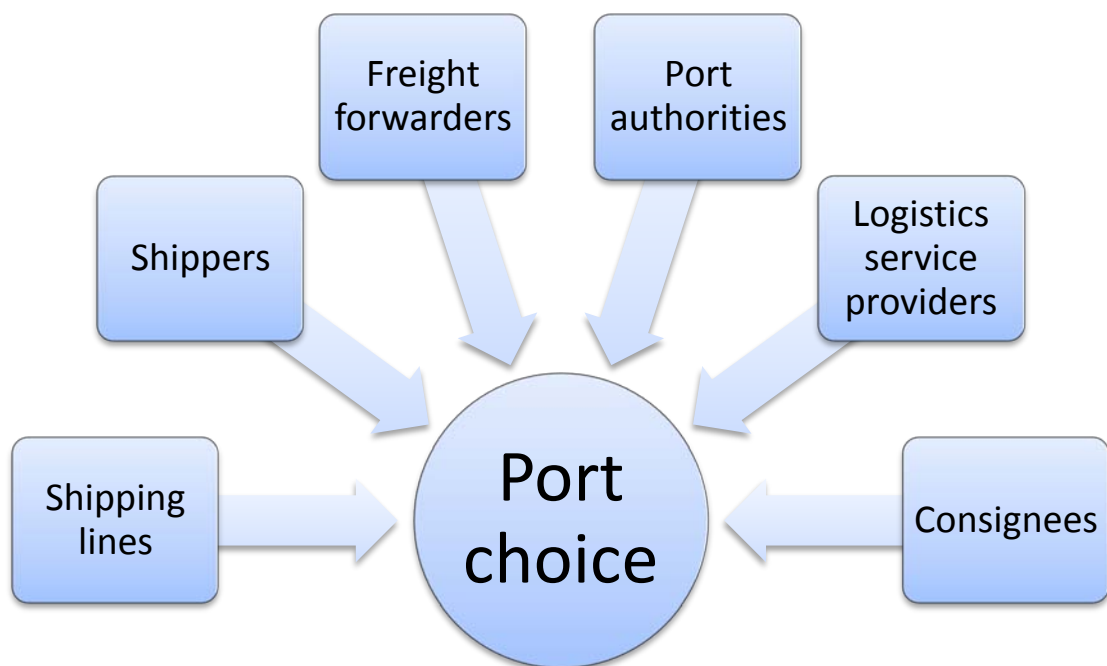 Freight
forwarders
Port
authorities
Shippers
Logistics
service
providers
Shipping
lines
Port
choice
Consignees